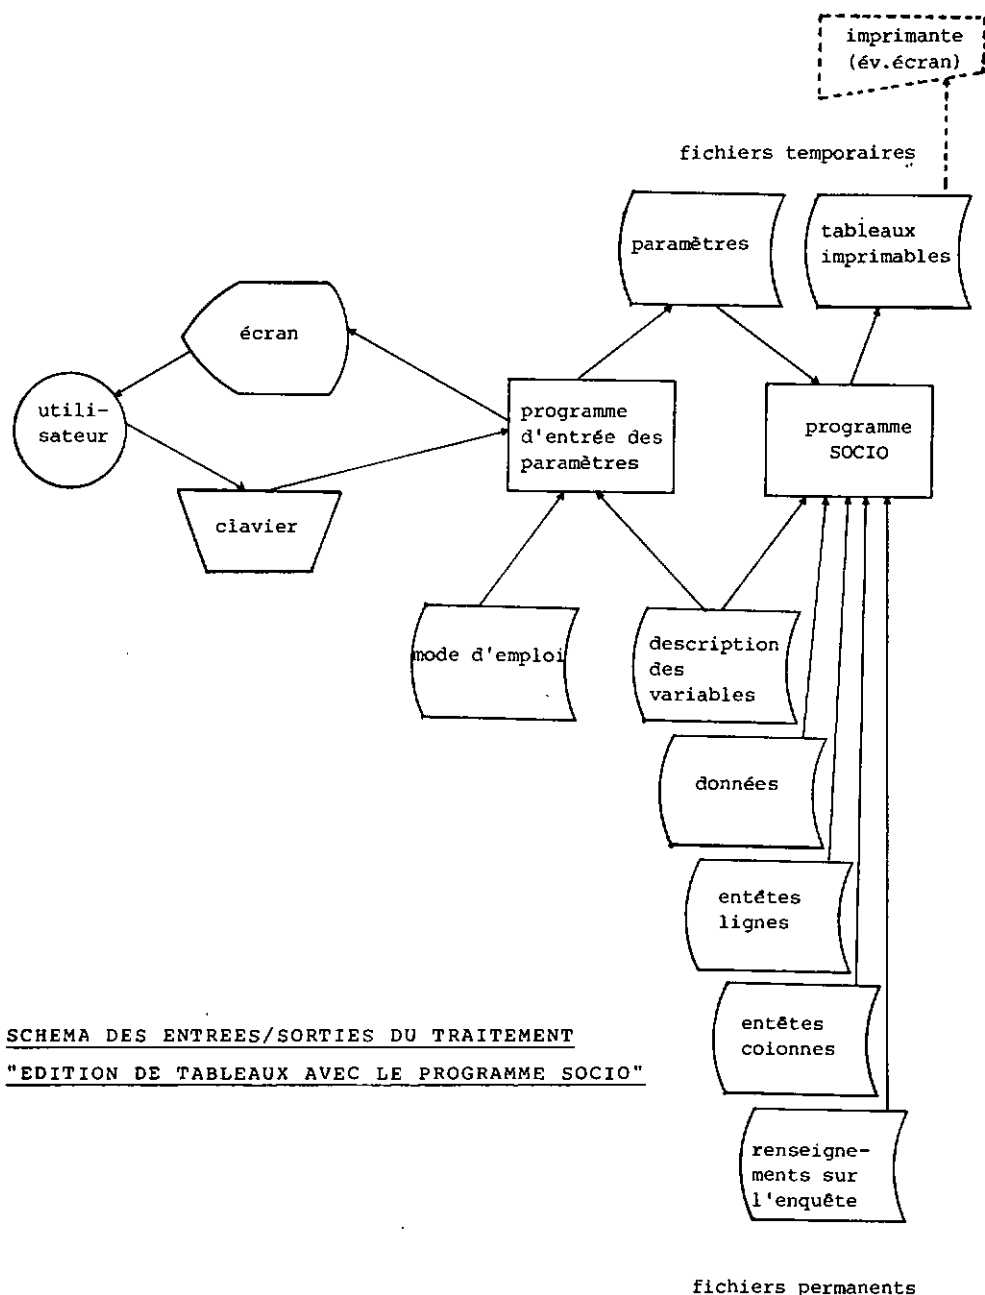 imprimante
(év.écran)
fichiers temporaires
paramètres
tableaux
imprimables
écran
utili-
sateur
programme
d'entrée des
paramètres
programme
SOCIO
clavier
mode d'emploi
description
des
variables
données
entêtes
lignes
entêtes
coionnes
renseigne-
ments sur
l'enquête
SCHEMA DES ENTREES/SORTIES DU TRAITEMENT
"EDITION DE TABLEAUX AVEC LE PROGRAMME SOCIO"
fichiers permanents